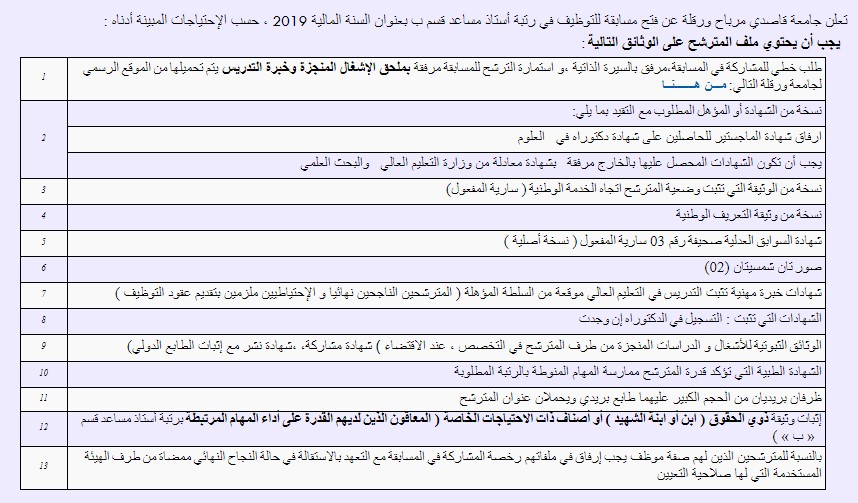 تعلن جامعة قاصدي مرباح ورقلة عن فتح مسابقة للتوظيف في رتبة أستاذ مساعد قسم ب بعنوان السنة المالية 2019 ، حسب الإحتياجات المبينة أدناه :
يجب أن يحتوي ملف المترشح على الوثائق التالية :
1
طلب خطي للمشاركة في المسابقة،مرفق بالسيرة الذاتية ،و استمارة الترشح للمسابقة مرفقة بملحق الإشغال المنجزة وخبرة التدريس يتم تحميلها من الموقع الرسمي
لجامعة ورقلة التالي: مــن هـــــنــا
2
نسخة من الشهادة أو المؤهل المطلوب مع التقيد بما يلي:
ارفاق شهادة الماجستير للحاصلين على شهادة دكتوراه في العلوم
يجب أن تكون الشهادات المحصل عليها بالخارج مرفقة بشهادة معادلة من وزارة التعليم العالي والبحث العلمي
3
نسخة من الوثيقة التي تثبت وضعية المترشح اتجاه الخدمة الوطنية ( سارية المفعول)
4
نسخة من وثيقة التعريف الوطنية
5
شهادة السوابق العدلية صحيفة رقم 03 سارية المفعول ( نسخة أصلية )
6
صور تان شمسيتان (02)
7
شهادات خبرة مهنية تثبت التدريس في التعليم العالي موقعة من السلطة المؤهلة ( المترشحين الناجحين نهائيا و الإحتياطيين ملزمين بتقديم عقود التوظيف )
8
الشهادات التي تثبت : التسجيل في الدكتوراه إن وجدت
9
الوثائق الثبوتية للأشغال و الدراسات المنجزة من طرف المترشح في التخصص ، عند الاقتضاء ) شهادة مشاركة، ،شهادة نشر مع إثبات الطابع الدولي)
10
الشهادة الطبية التي تؤكد قدرة المترشح ممارسة المهام المنوطة بالرتبة المطلوبة
11
ظرفان بريديان من الحجم الكبير عليهما طابع بريدي ويحملان عنوان المترشح
12
إثبات وثيقة ذوي الحقوق ( ابن أو ابنة الشهيد ) أو أصناف ذات الاحتياجات الخاصة ( المعاقون الذين لديهم القدرة على أداء المهام المرتبطة برتبة أستاذ مساعد قسم
« ب » )
13
بالنسبة للمترشحين الذين لهم صفة موظف يجب إرفاق في ملفاتهم رخصة المشاركة في المسابقة مع التعهد بالاستقالة في حالة النجاح النهائي ممضاة من طرف الهيئة
المستخدمة التي لها صلاحية التعيين